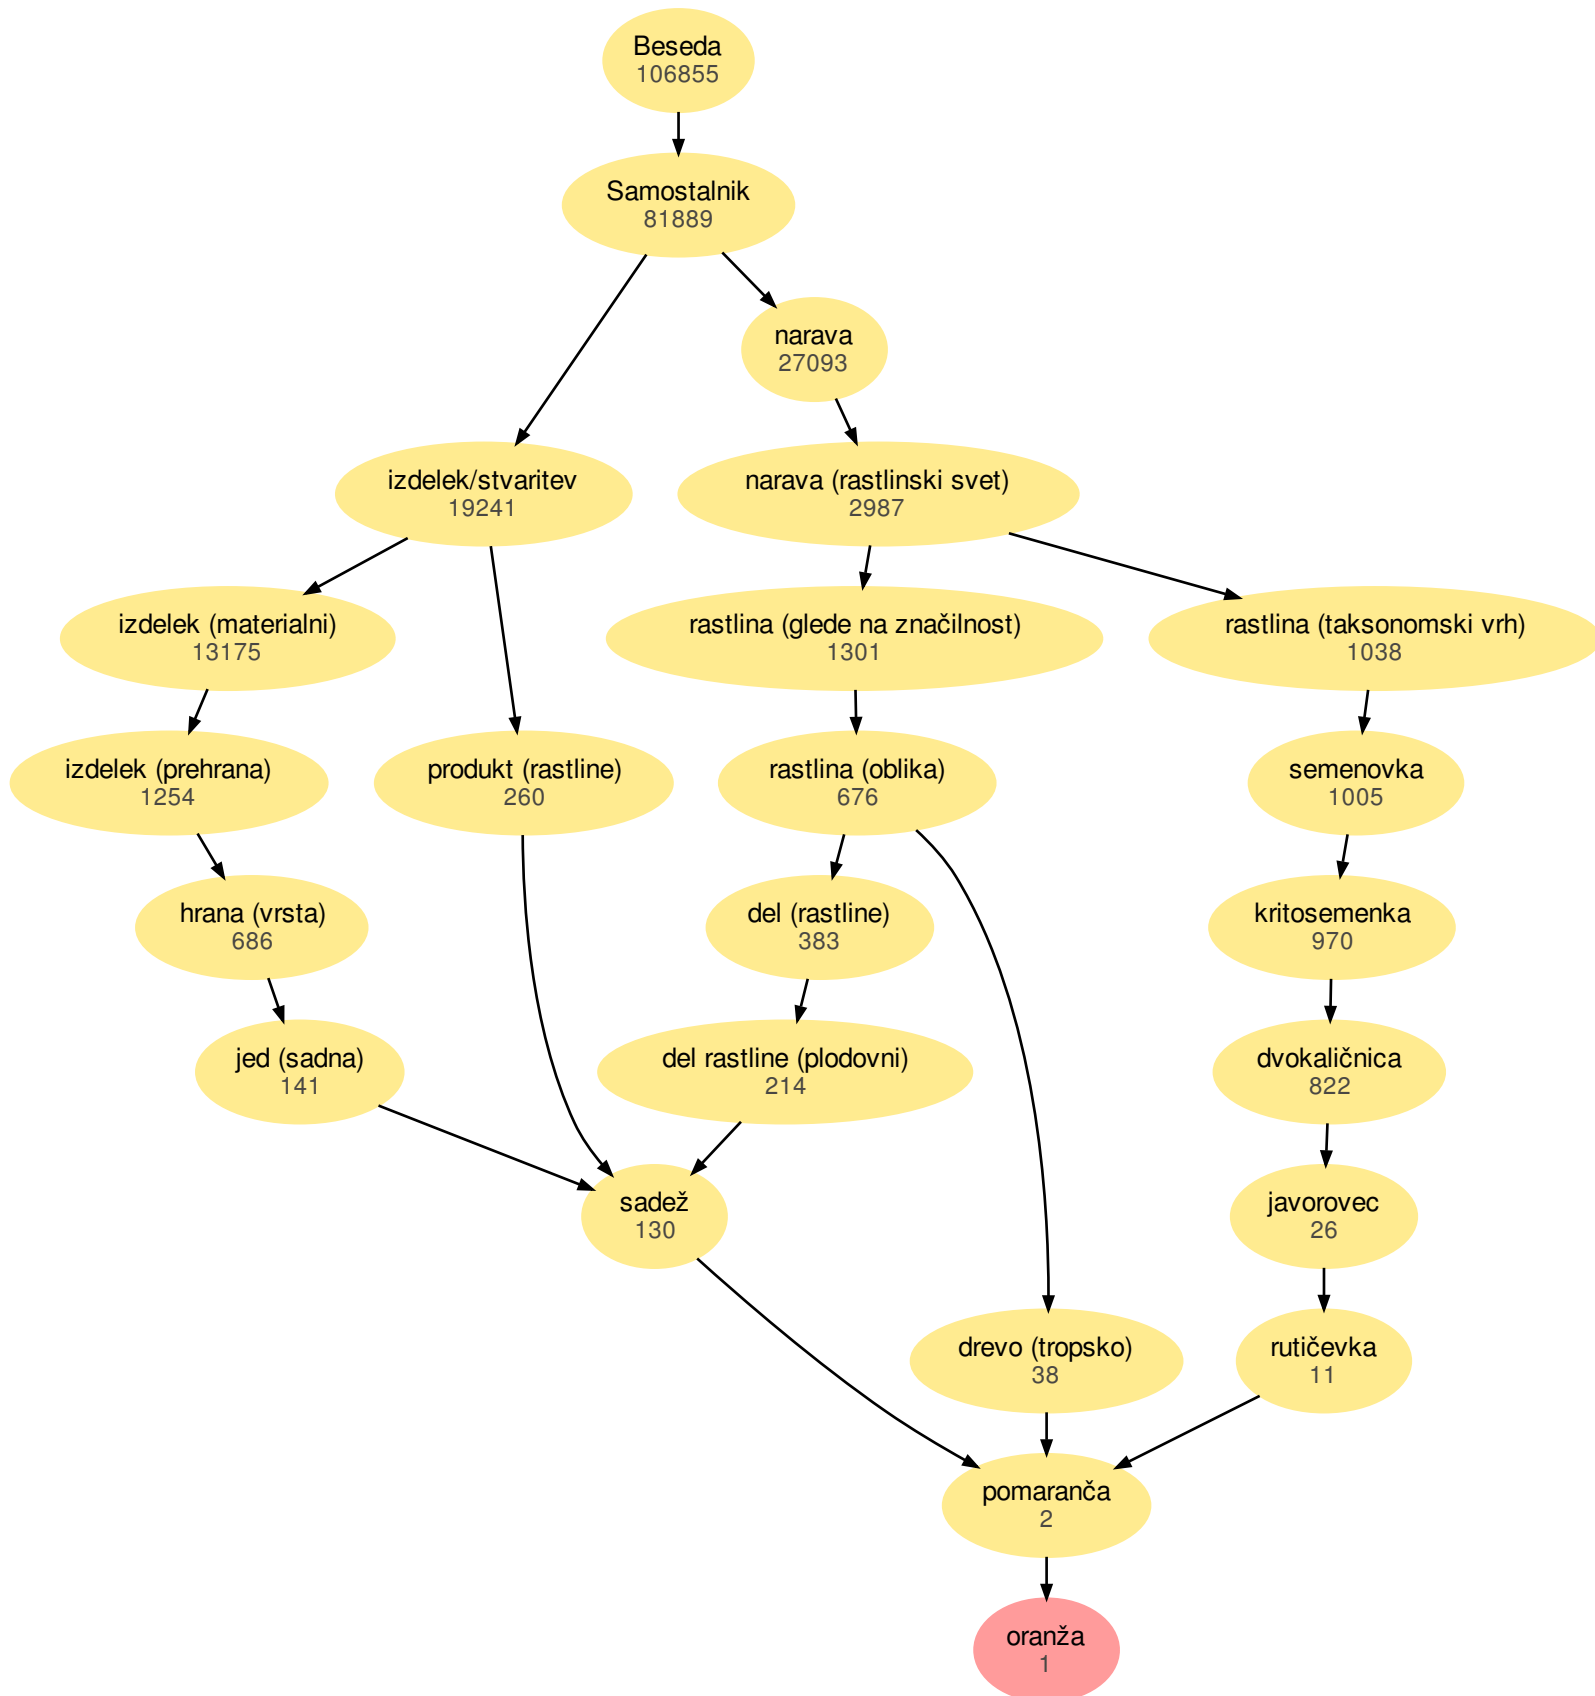 Beseda
106855
Samostalnik
81889
narava
27093
izdelek/stvaritev
19241
narava (rastlinski svet)
2987
izdelek (materialni)
13175
rastlina (glede na značilnost)
1301
rastlina (taksonomski vrh)
1038
izdelek (prehrana)
1254
produkt (rastline)
260
rastlina (oblika)
676
semenovka
1005
hrana (vrsta)
686
del (rastline)
383
kritosemenka
970
jed (sadna)
141
del rastline (plodovni)
214
dvokaličnica
822
sadež
130
javorovec
26
drevo (tropsko)
38
rutičevka
11
pomaranča
2
oranža
1